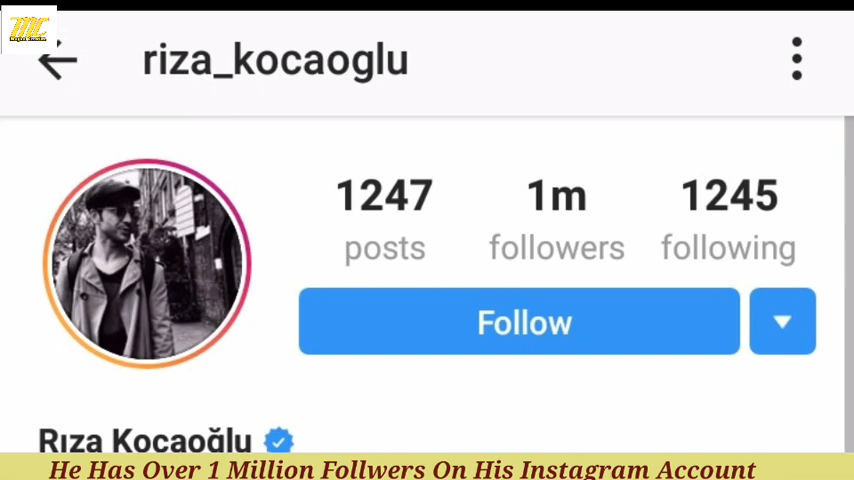 MC
riza_kocaoglu
1247 1m 1245
posts followers following
Follow
Rıza Kocaoğlu
He Has Over 1 Million Follwers On His Instagram Account